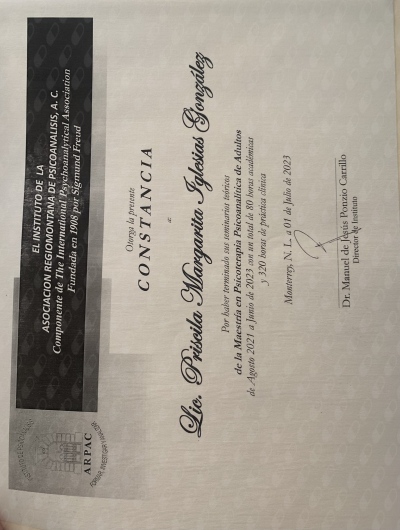 EL INSTITUTO DE LA
ASOCIACION REGIOMONTANA DE PSICOANALISIS, A. C.
Componente de The International Psychoanalytical Association
Fundada en 1908 por Sigmund Freud
ARPAC
Otorga la presente
CONSTANCIA
a:
Lic. Priscila Margarita Iglesias González
Por haber terminado sus seminarios teóricos
de la Maestría en Psicoterapia Psicoanalítica de Adultos
de Agosto 2021 a Junio de 2023 con un total de 80 horas académicas
y 320 horas de práctica clínica
Monterrey, N. L. a 01 de Julio de 2023
Dr. Manuel de Jesús Ponzio Carrillo
Director de Instituto